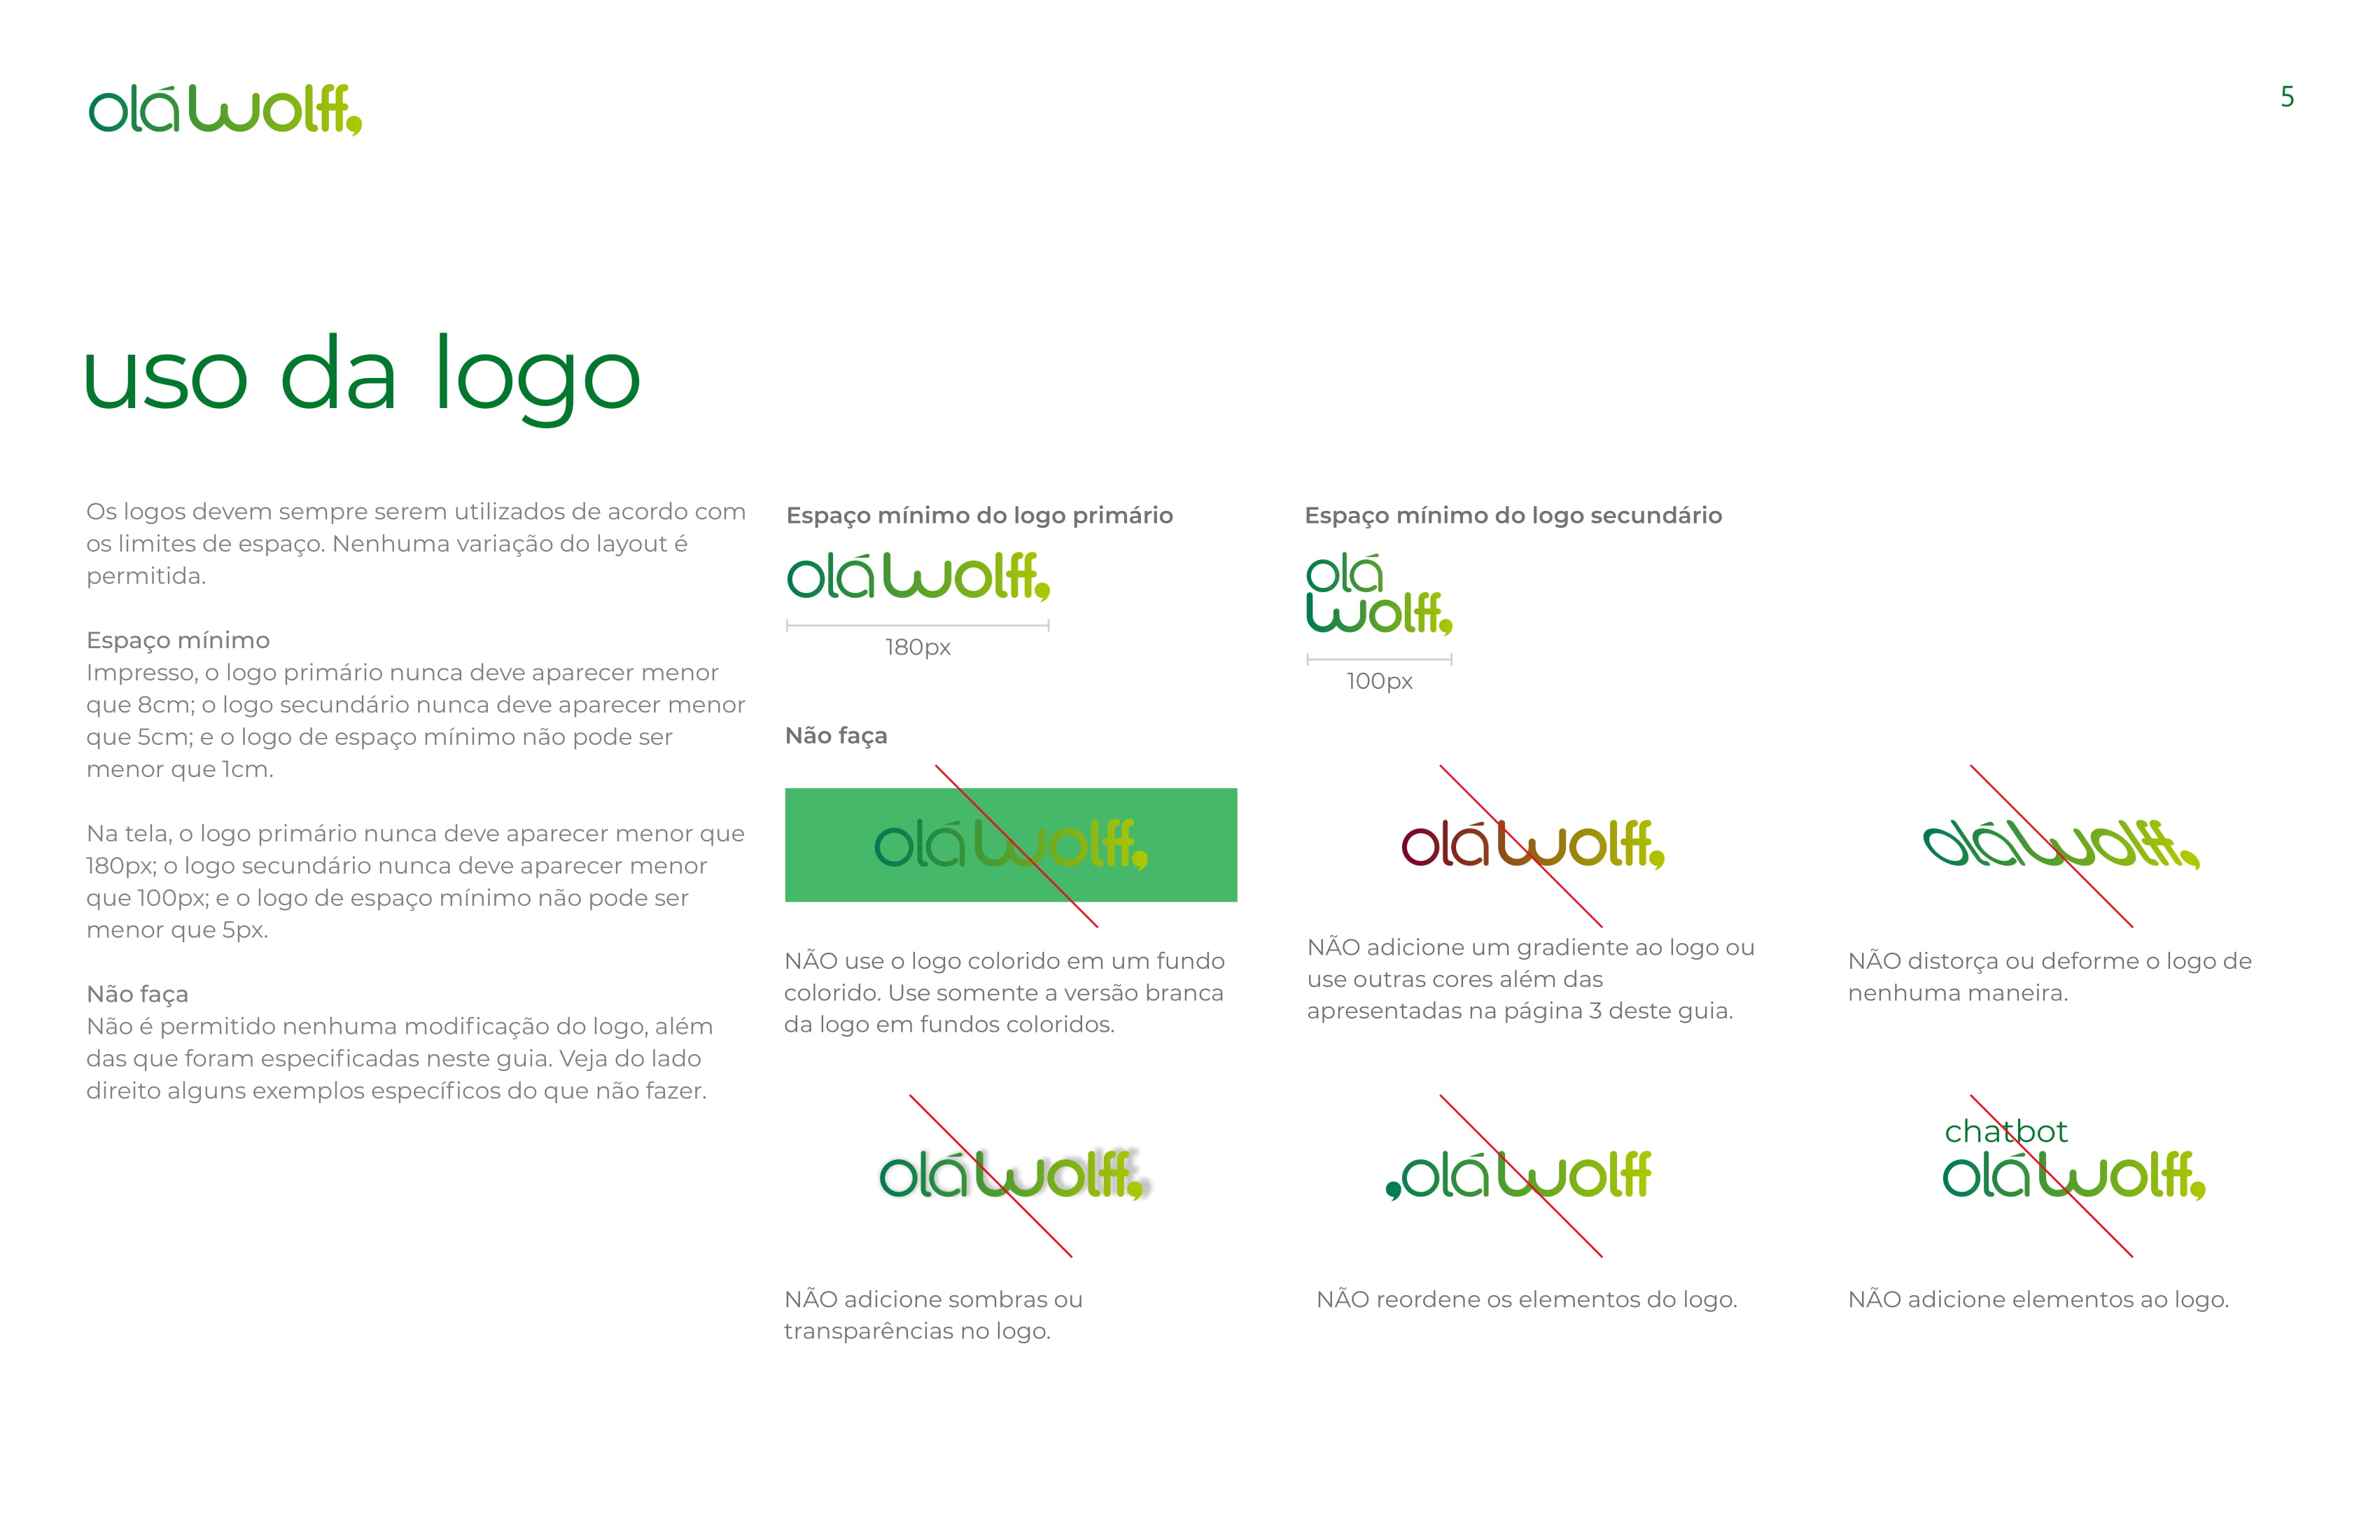 olá wolff,
5
uso da logo
Os logos devem sempre serem utilizados de acordo com
os limites de espaço. Nenhuma variação do layout é
permitida.
Espaço mínimo
Impresso, o logo primário nunca deve aparecer menor
que 8cm; o logo secundário nunca deve aparecer menor
que 5cm; e o logo de espaço mínimo não pode ser
menor que 1cm.
Na tela, o logo primário nunca deve aparecer menor que
180px; o logo secundário nunca deve aparecer menor
que 100px; e o logo de espaço mínimo não pode ser
menor que 5px.
Não faça
Não é permitido nenhuma modificação do logo, além
das que foram especificadas neste guia. Veja do lado
direito alguns exemplos específicos do que não fazer.
Espaço mínimo do logo primário
olá wolff,
180px
Espaço mínimo do logo secundário
olá
wolff,
100px
Não faça
olá wolff,
NÃO use o logo colorido em um fundo
colorido. Use somente a versão branca
da logo em fundos coloridos.
olá wolff,
NÃO adicione um gradiente ao logo ou
use outras cores além das
apresentadas na página 3 deste guia.
olá wolff,
NÃO distorça ou deforme o logo de
nenhuma maneira.
olá wolff,
NÃO adicione sombras ou
transparências no logo.
,olá wolff
NÃO reordene os elementos do logo.
chatbot
olá wolff,
NÃO adicione elementos ao logo.